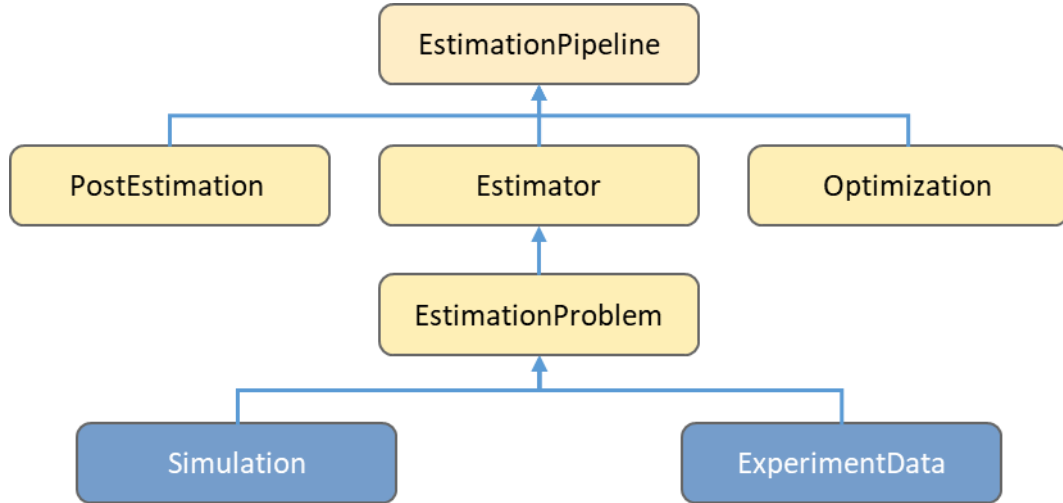 EstimationPipeline
PostEstimation
Estimator
Optimization
EstimationProblem
Simulation
ExperimentData